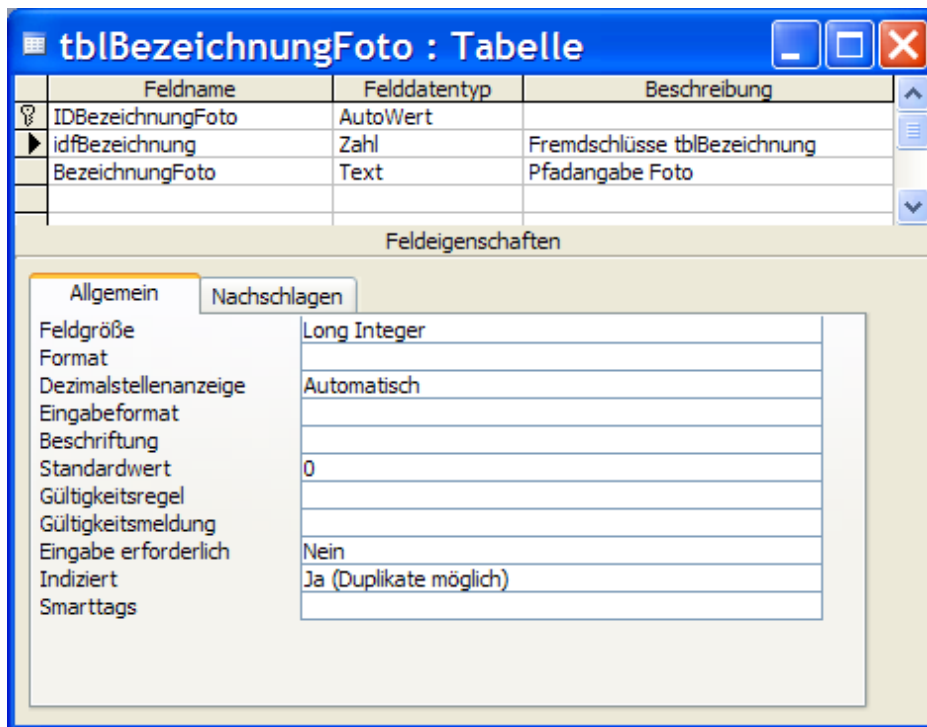 tblBezeichnungFoto : Tabelle
Feldname Felddatentyp Beschreibung
IDBezeichnungFoto AutoWert
idfBezeichnung Zahl Fremdschlüsse tblBezeichnung
BezeichnungFoto Text Pfadangabe Foto
Feldeigenschaften
Allgemein Nachschlagen
Feldgröße Long Integer
Format
Dezimalstellenanzeige Automatisch
Eingabeformat
Beschriftung
Standardwert 0
Gültigkeitsregel
Gültigkeitsmeldung
Eingabe erforderlich Nein
Indiziert Ja (Duplikate möglich)
Smarttags